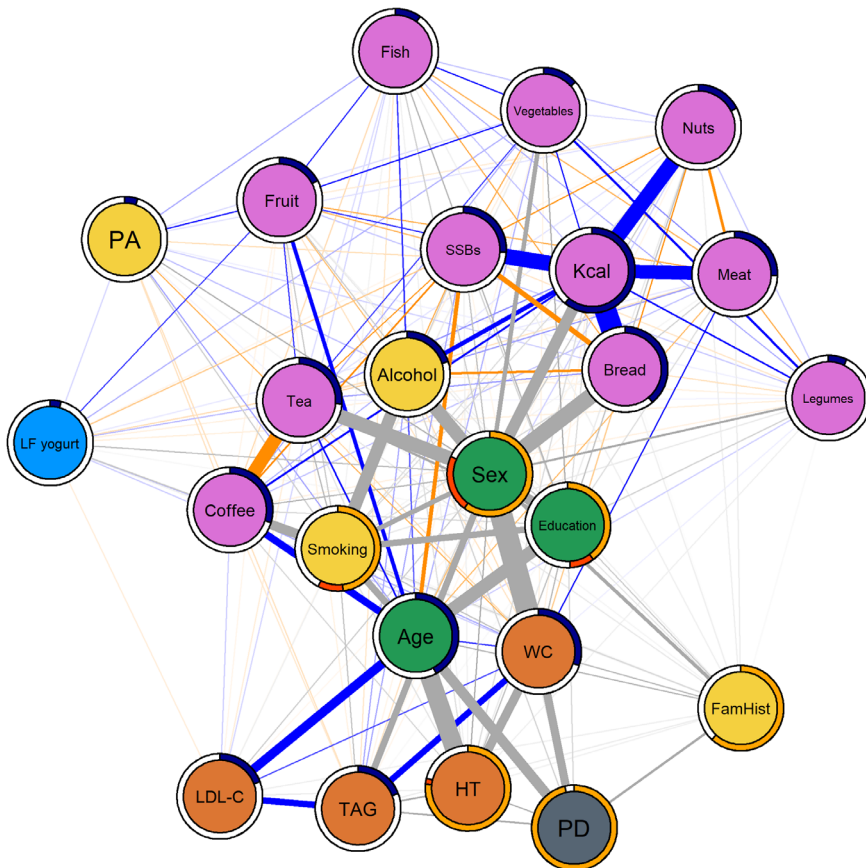 Fish
Vegetables
Nuts
Fruit
PA
SSBs
Kcal
Meat
Alcohol
Bread
Tea
Legumes
LF yogurt
Sex
Coffee
Education
Smoking
Age
WC
FamHist
LDL-C
TAG
HT
PD